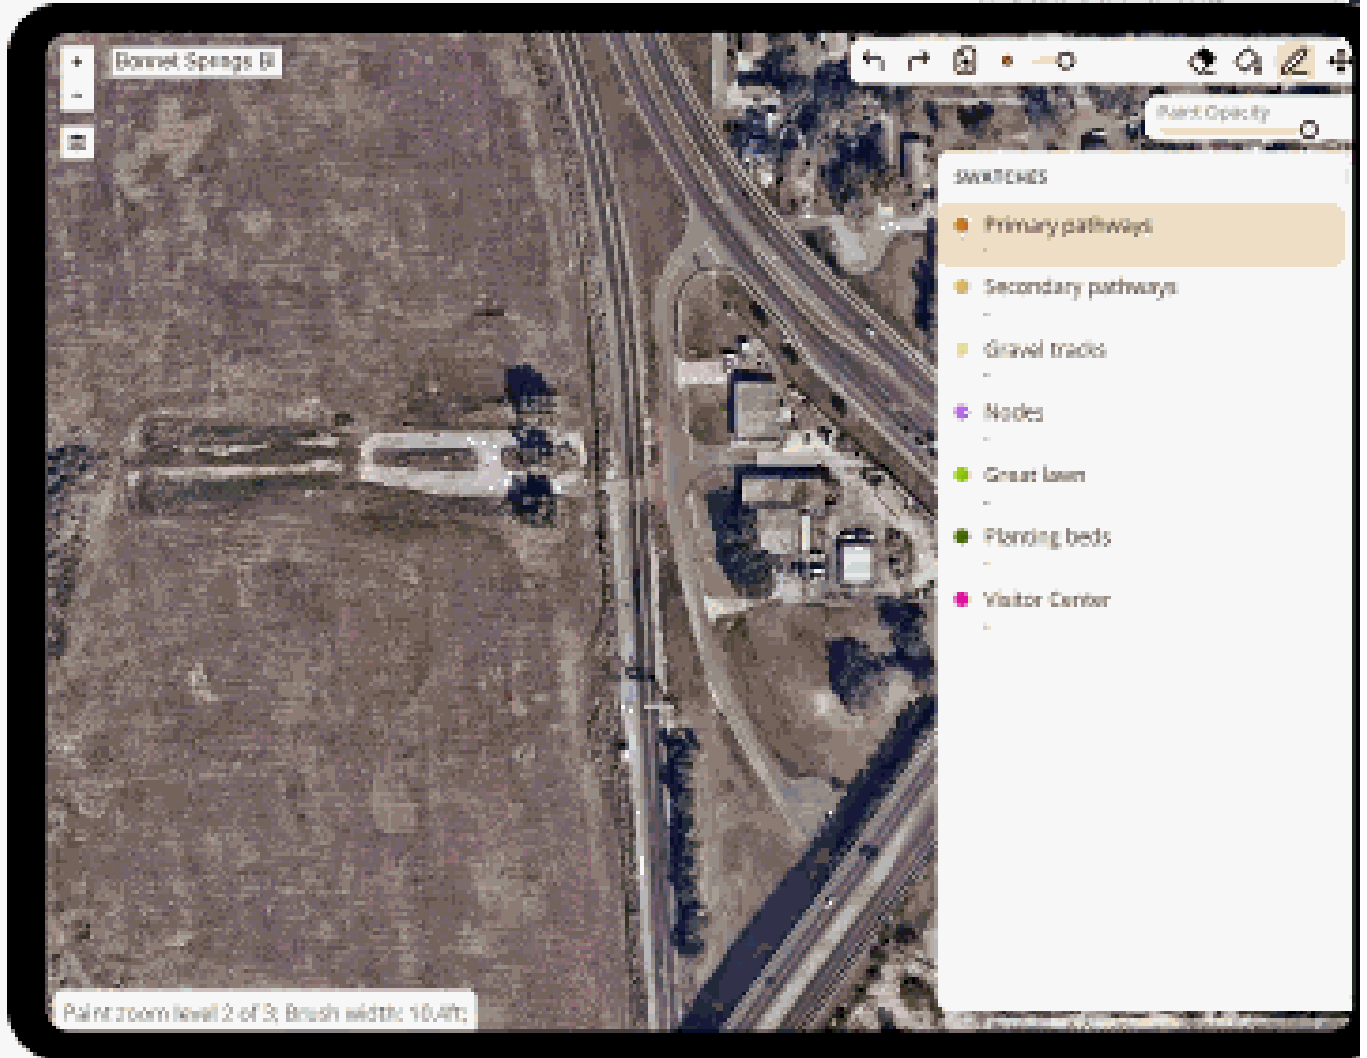 +
Bonnet Springs Bl
-
Paint Opacity
SWATCHES
Primary pathways
-
Secondary pathways
-
Gravel tracks
-
Nodes
-
Great lawn
-
Planting beds
-
Visitor Center
-
Paint zoom level 2 of 3; Brush width: 10.4ft;